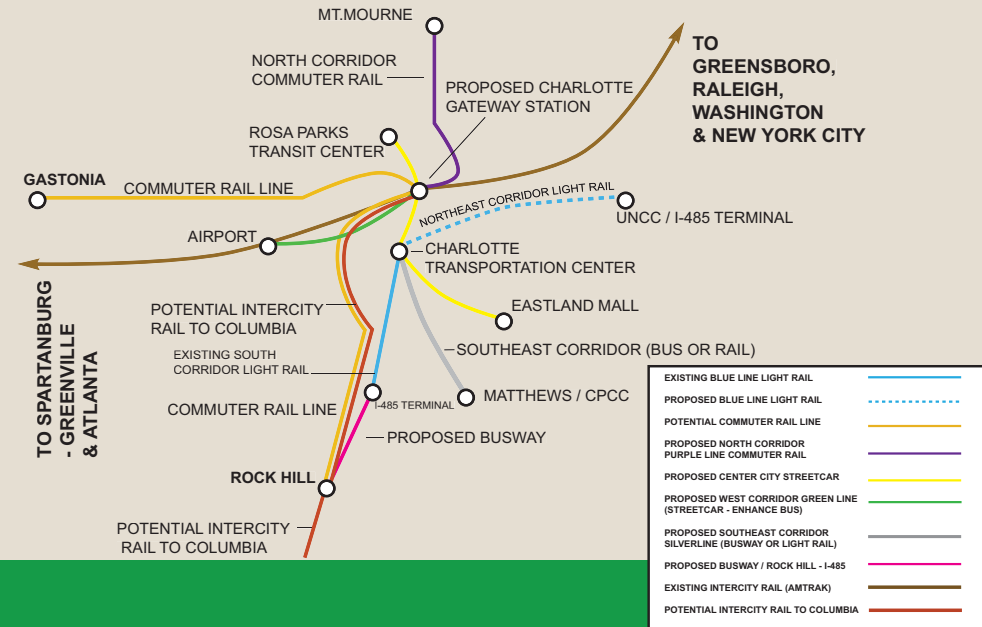 MT.MOURNE
NORTH CORRIDOR
COMMUTER RAIL
TO
GREENSBORO,
RALEIGH,
WASHINGTON
& NEW YORK CITY
PROPOSED CHARLOTTE
GATEWAY STATION
ROSA PARKS
TRANSIT CENTER
GASTONIA
COMMUTER RAIL LINE
NORTHEAST CORRIDOR LIGHT RAIL
UNCC / I-485 TERMINAL
AIRPORT
CHARLOTTE
TRANSPORTATION CENTER
TO SPARTANBURG
- GREENVILLE
& ATLANTA
POTENTIAL INTERCITY
RAIL TO COLUMBIA
EASTLAND MALL
EXISTING SOUTH
CORRIDOR LIGHT RAIL
SOUTHEAST CORRIDOR (BUS OR RAIL)
COMMUTER RAIL LINE
I-485 TERMINAL
MATTHEWS / CPCC
PROPOSED BUSWAY
ROCK HILL
POTENTIAL INTERCITY
RAIL TO COLUMBIA
EXISTING BLUE LINE LIGHT RAIL
PROPOSED BLUE LINE LIGHT RAIL
POTENTIAL COMMUTER RAIL LINE
PROPOSED NORTH CORRIDOR
PURPLE LINE COMMUTER RAIL
PROPOSED CENTER CITY STREETCAR
PROPOSED WEST CORRIDOR GREEN LINE
(STREETCAR - ENHANCE BUS)
PROPOSED SOUTHEAST CORRIDOR
SILVERLINE (BUSWAY OR LIGHT RAIL)
PROPOSED BUSWAY / ROCK HILL - I-485
EXISTING INTERCITY RAIL (AMTRAK)
POTENTIAL INTERCITY RAIL TO COLUMBIA